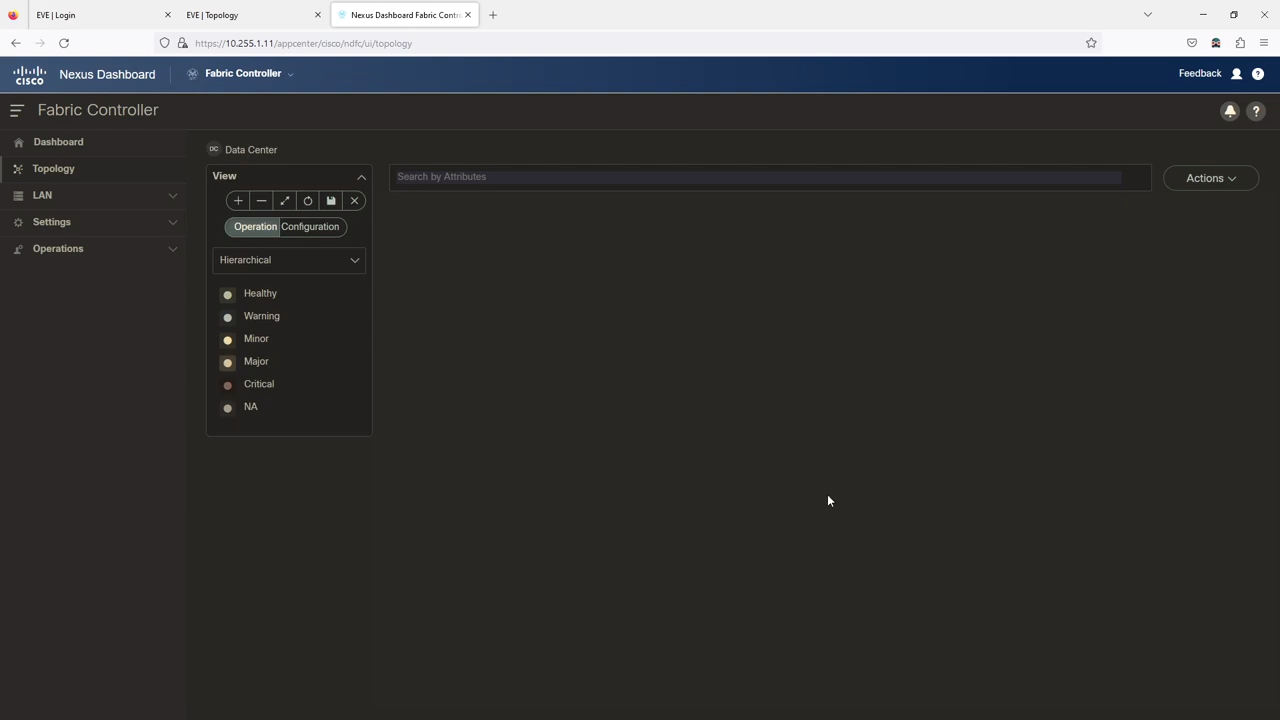 EVE | Login
EVE | Topology
Nexus Dashboard Fabric Contr
https://10.255.1.11/appcenter/cisco/ndfc/ui/topology
CISCO
Nexus Dashboard
Fabric Controller
Feedback
Fabric Controller
Dashboard
Topology
LAN
Settings
Operations
DC Data Center
View
Search by Attributes
Actions
Operation Configuration
Hierarchical
Healthy
Warning
Minor
Major
Critical
NA